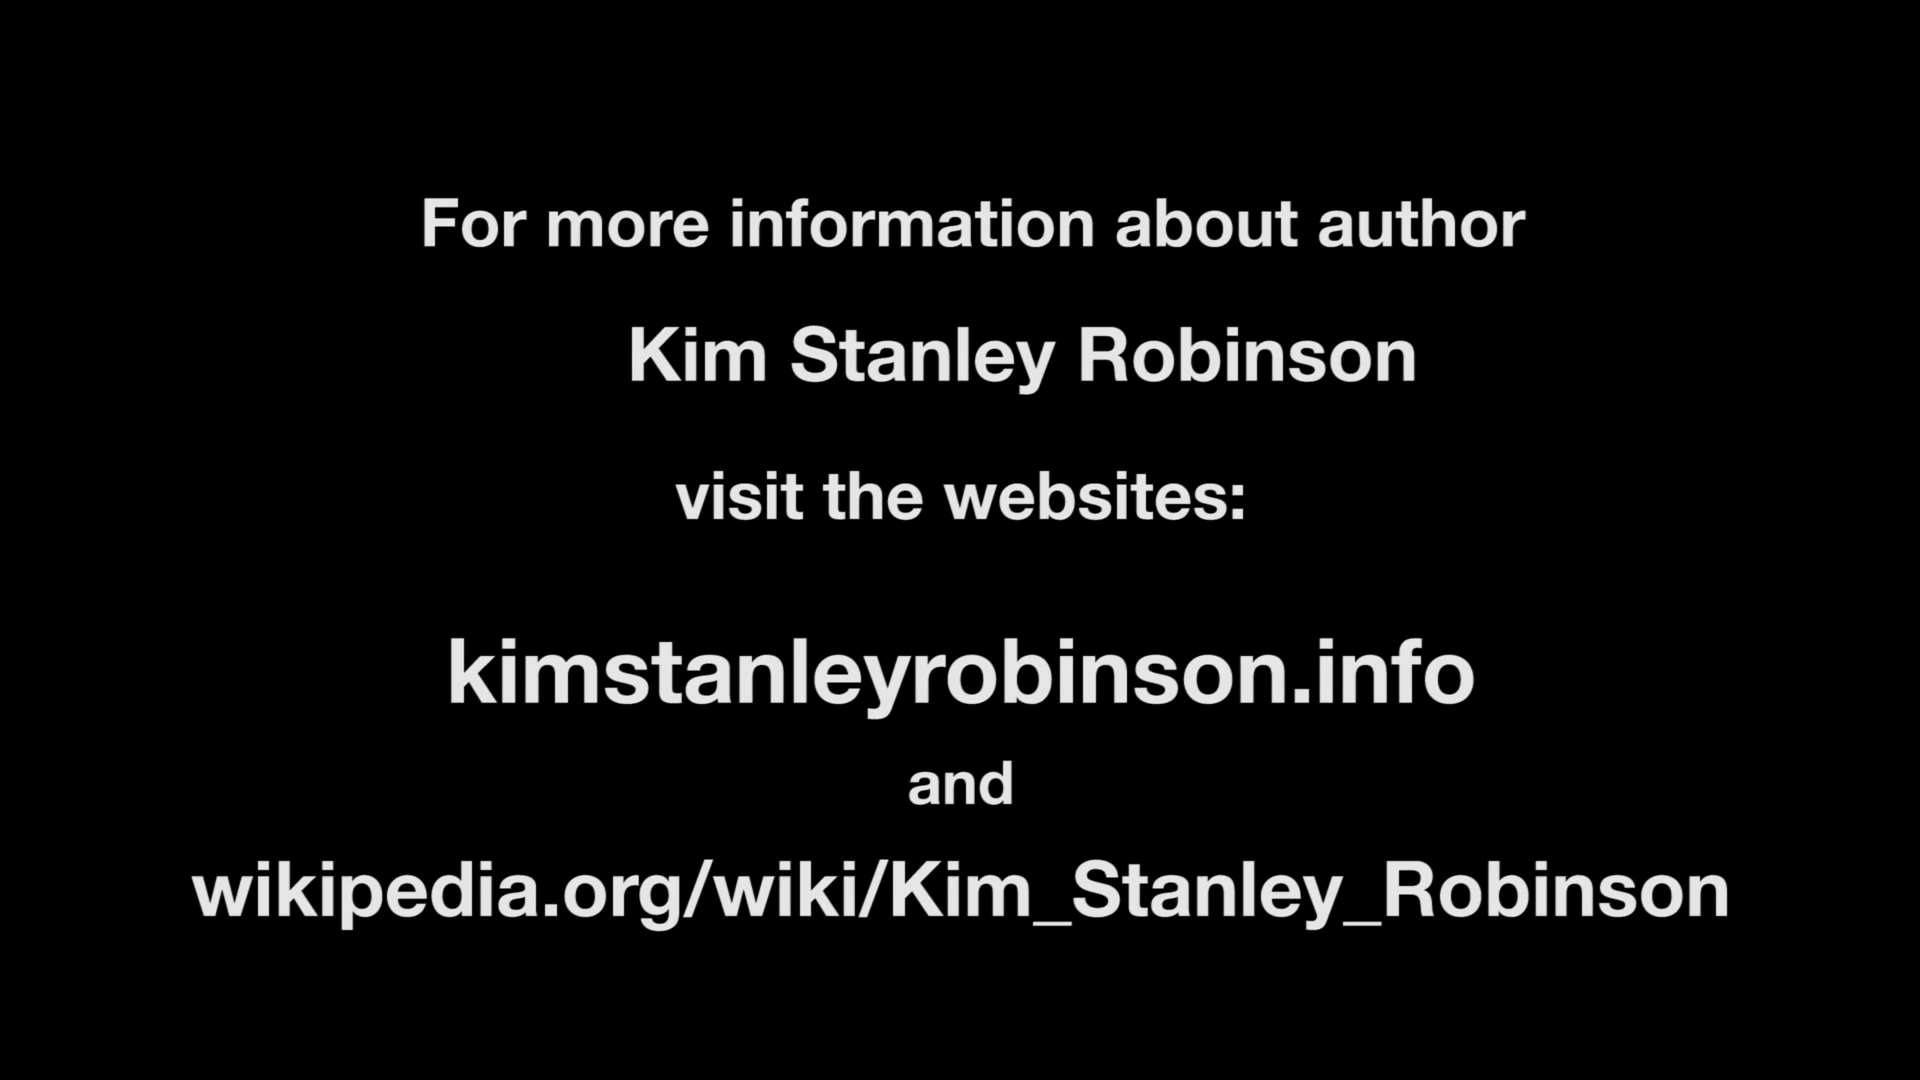 For more information about author
Kim Stanley Robinson
visit the websites:
kimstanleyrobinson.info
and
wikipedia.org/wiki/Kim_Stanley_Robinson